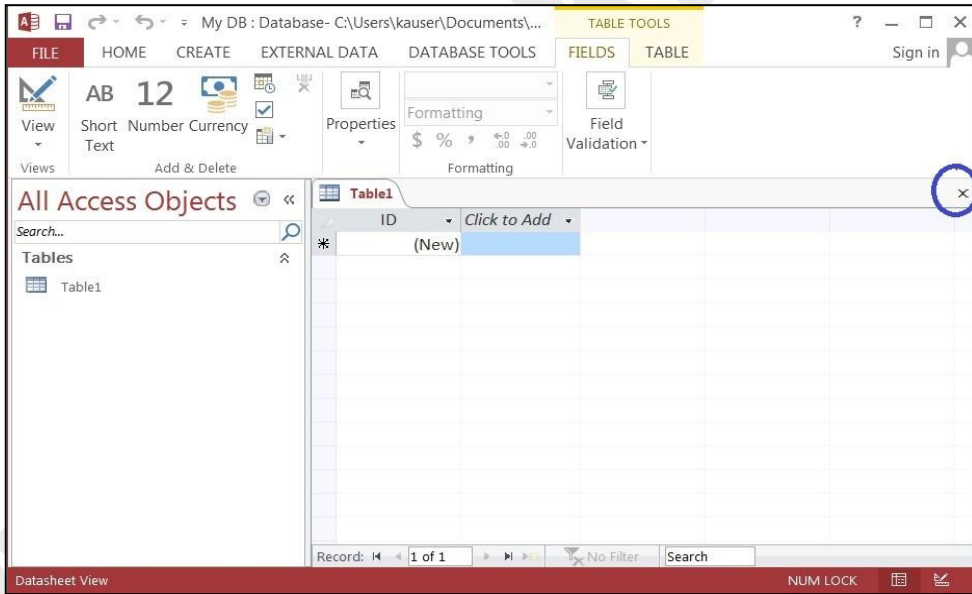 My DB : Database- C:\Users\kauser\Documents\... TABLE TOOLS ?
FILE HOME CREATE EXTERNAL DATA DATABASE TOOLS FIELDS TABLE Sign in
View
AB Short Text
12 Number
Currency
Properties
Formatting
$ % , .00 .00
Field Validation
Views Add & Delete Formatting
All Access Objects «
Search...
Tables
Table1
Table1 ×
ID Click to Add
* (New)
Record: 1 of 1 No Filter Search
Datasheet View NUM LOCK